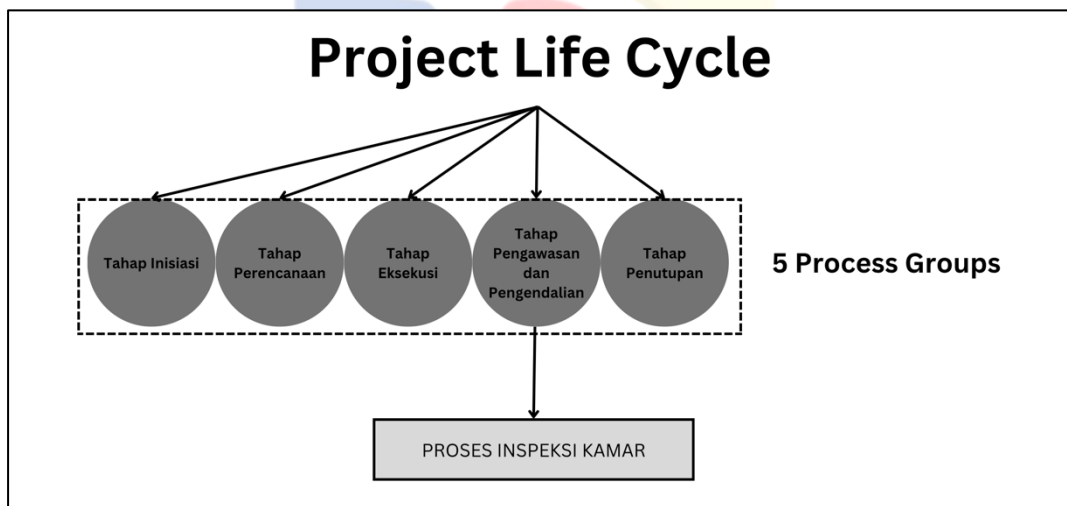 Project Life Cycle
Tahap Inisiasi
Tahap
Perencanaan
Tahap
Eksekusi
Tahap
Pengawasan
dan
Pengendalian
Tahap
Penutupan
5 Process Groups
PROSES INSPEKSI KAMAR